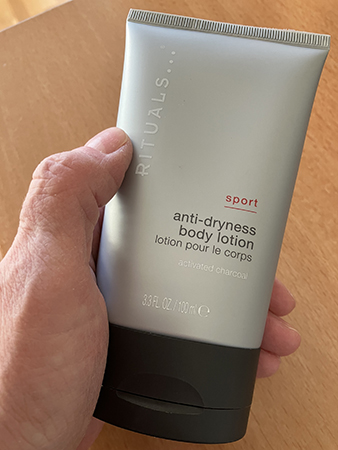 RITUALS...
sport
anti-dryness
body lotion
lotion pour le corps
activated charcoal
3.3 FL OZ / 100 ml ℮